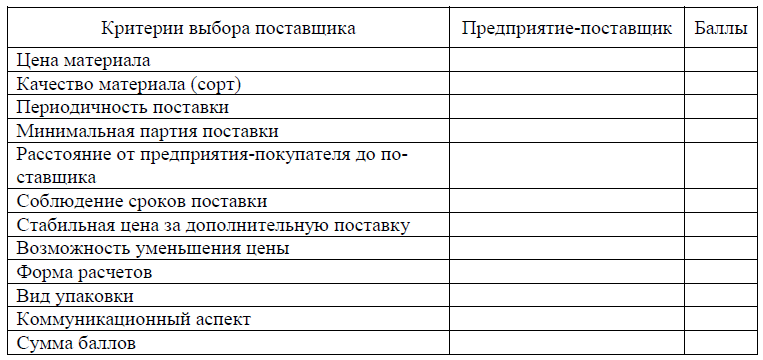 Критерии выбора поставщика Предприятие-поставщик Баллы
Цена материала
Качество материала (сорт)
Периодичность поставки
Минимальная партия поставки
Расстояние от предприятия-покупателя до по-
ставщика
Соблюдение сроков поставки
Стабильная цена за дополнительную поставку
Возможность уменьшения цены
Форма расчетов
Вид упаковки
Коммуникационный аспект
Сумма баллов